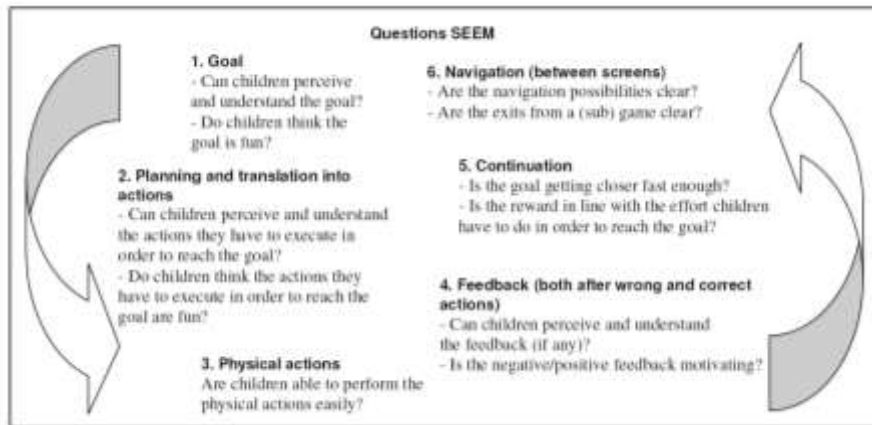 Questions SEEM
1. Goal
- Can children perceive
and understand the goal?
- Do children think the
goal is fun?
2. Planning and translation into
actions
- Can children perceive and understand
the actions they have to execute in
order to reach the goal?
- Do children think the actions they
have to execute in order to reach the
goal are fun?
3. Physical actions
Are children able to perform the
physical actions easily?
4. Feedback (both after wrong and correct
actions)
- Can children perceive and understand
the feedback (if any)?
- Is the negative/positive feedback motivating?
5. Continuation
- Is the goal getting closer fast enough?
- Is the reward in line with the effort children
have to do in order to reach the goal?
6. Navigation (between screens)
- Are the navigation possibilities clear?
- Are the exits from a (sub) game clear?